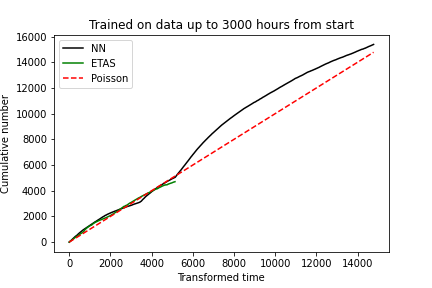 Trained on data up to 3000 hours from start
16000
14000
12000
10000
8000
6000
4000
2000
0
Cumulative number
NN
ETAS
Poisson
0 2000 4000 6000 8000 10000 12000 14000
Transformed time